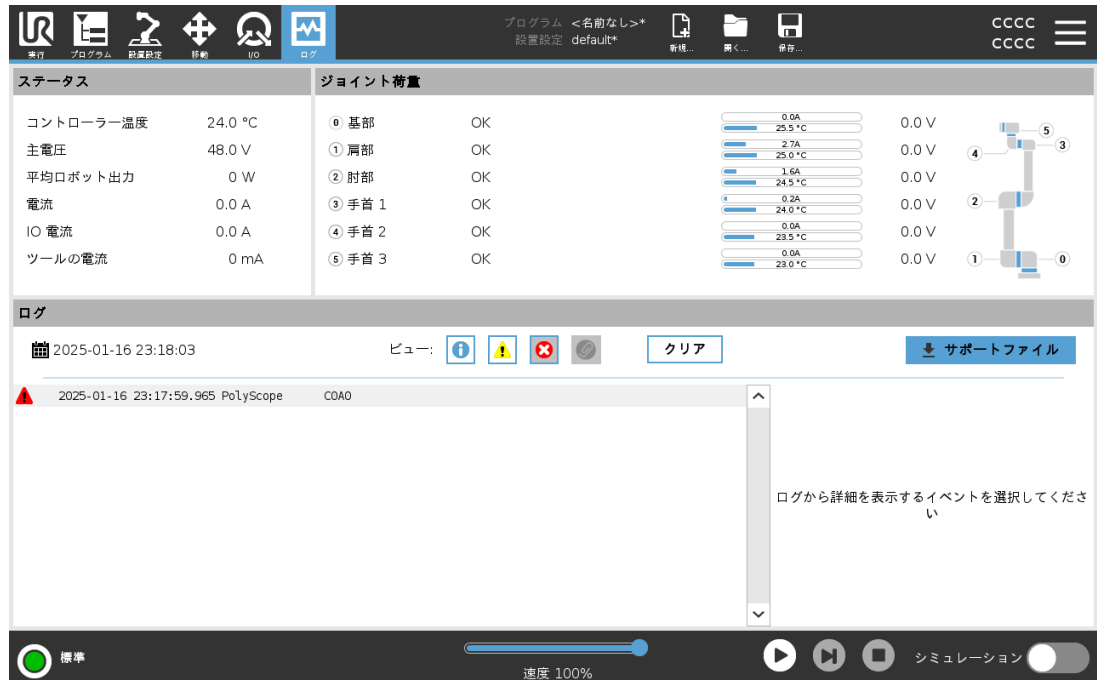 実行 プログラム 設置設定 移動 I/O ログ
プログラム <名前なし>*
設置設定 default*
新規... 開く... 保存...
CCCC
CCCC
ステータス
コントローラー温度 24.0 °C
主電圧 48.0 V
平均ロボット出力 0 W
電流 0.0 A
IO 電流 0.0 A
ツールの電流 0 mA
ジョイント荷重
0 基部 OK 0.0A 25.5 °C 0.0 V
1 肩部 OK 2.7A 25.0 °C 0.0 V
2 肘部 OK 1.6A 24.5 °C 0.0 V
3 手首 1 OK 0.2A 24.0 °C 0.0 V
4 手首 2 OK 0.0A 23.5 °C 0.0 V
5 手首 3 OK 0.0A 23.0 °C 0.0 V
5
3
4
2
1 0
ログ
2025-01-16 23:18:03 ビュー: クリア サポートファイル
2025-01-16 23:17:59.965 PolyScope C0A0
ログから詳細を表示するイベントを選択してくださ
い
標準
速度 100%
シミュレーション